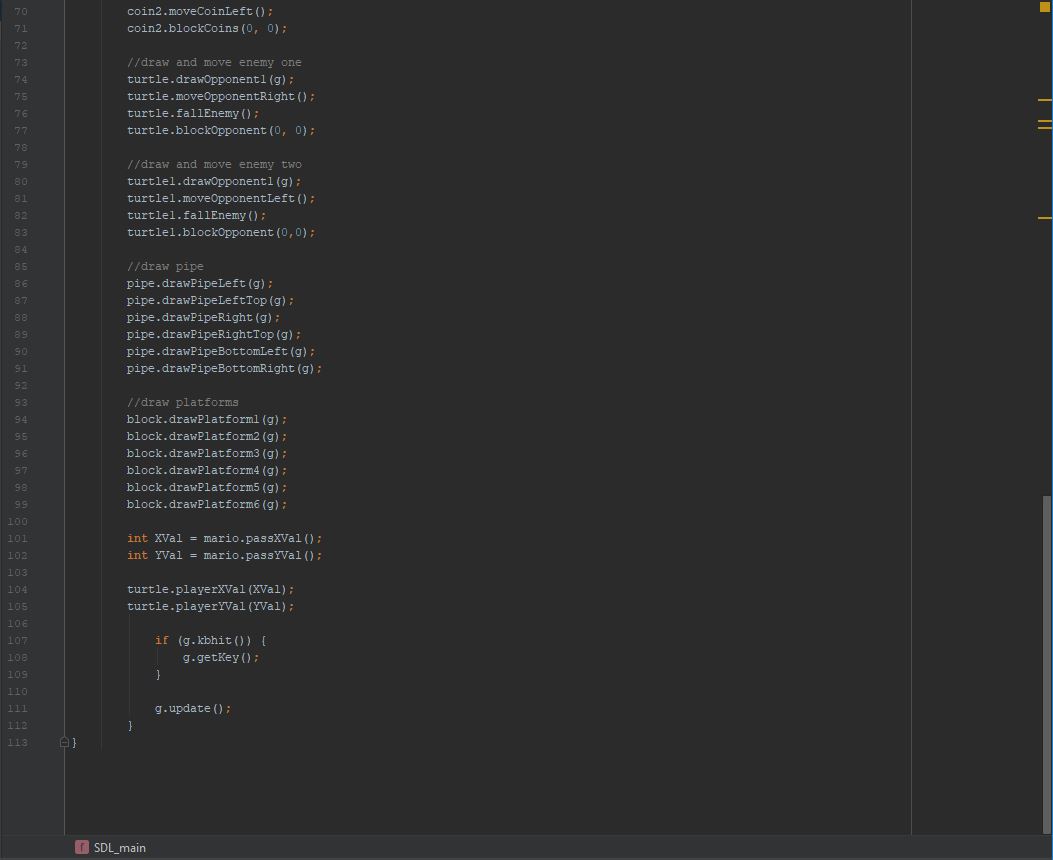 70 coin2.moveCoinLeft();
71 coin2.blockCoins(0, 0);
72
73 //draw and move enemy one
74 turtle.drawOpponent1(g);
75 turtle.moveOpponentRight();
76 turtle.fallEnemy();
77 turtle.blockOpponent(0, 0);
78
79 //draw and move enemy two
80 turtle1.drawOpponent1(g);
81 turtle1.moveOpponentLeft();
82 turtle1.fallEnemy();
83 turtle1.blockOpponent(0,0);
84
85 //draw pipe
86 pipe.drawPipeLeft(g);
87 pipe.drawPipeLeftTop(g);
88 pipe.drawPipeRight(g);
89 pipe.drawPipeRightTop(g);
90 pipe.drawPipeBottomLeft(g);
91 pipe.drawPipeBottomRight(g);
92
93 //draw platforms
94 block.drawPlatform1(g);
95 block.drawPlatform2(g);
96 block.drawPlatform3(g);
97 block.drawPlatform4(g);
98 block.drawPlatform5(g);
99 block.drawPlatform6(g);
100
101 int XVal = mario.passXVal();
102 int YVal = mario.passYVal();
103
104 turtle.playerXVal(XVal);
105 turtle.playerYVal(YVal);
106
107 if (g.kbhit()) {
108 g.getKey();
109 }
110
111 g.update();
112 }
113 }
f SDL_main